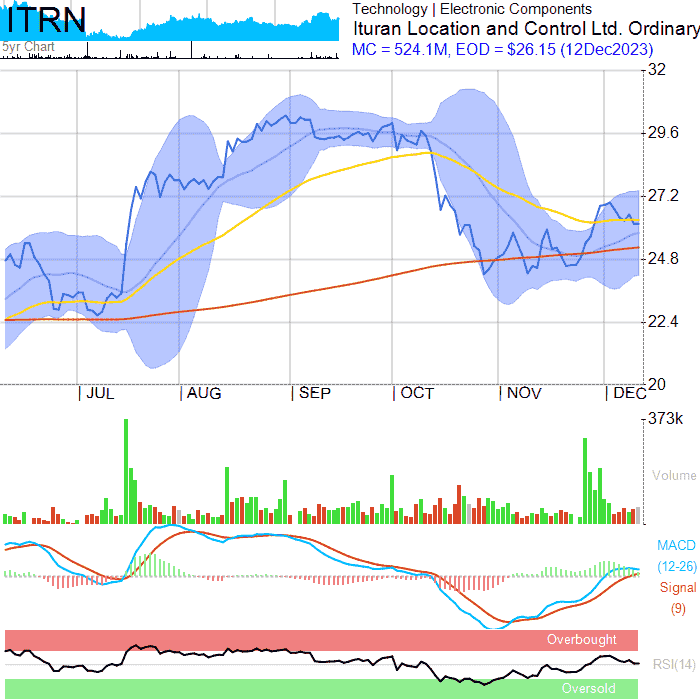 ITRN
5yr Chart
Technology | Electronic Components
Ituran Location and Control Ltd. Ordinary
MC = 524.1M, EOD = $26.15 (12Dec2023)
32
29.6
27.2
24.8
22.4
20
| JUL | AUG | SEP | OCT | NOV | DEC
373k
Volume
MACD
(12-26)
Signal
(9)
Overbought
RSI(14)
Oversold